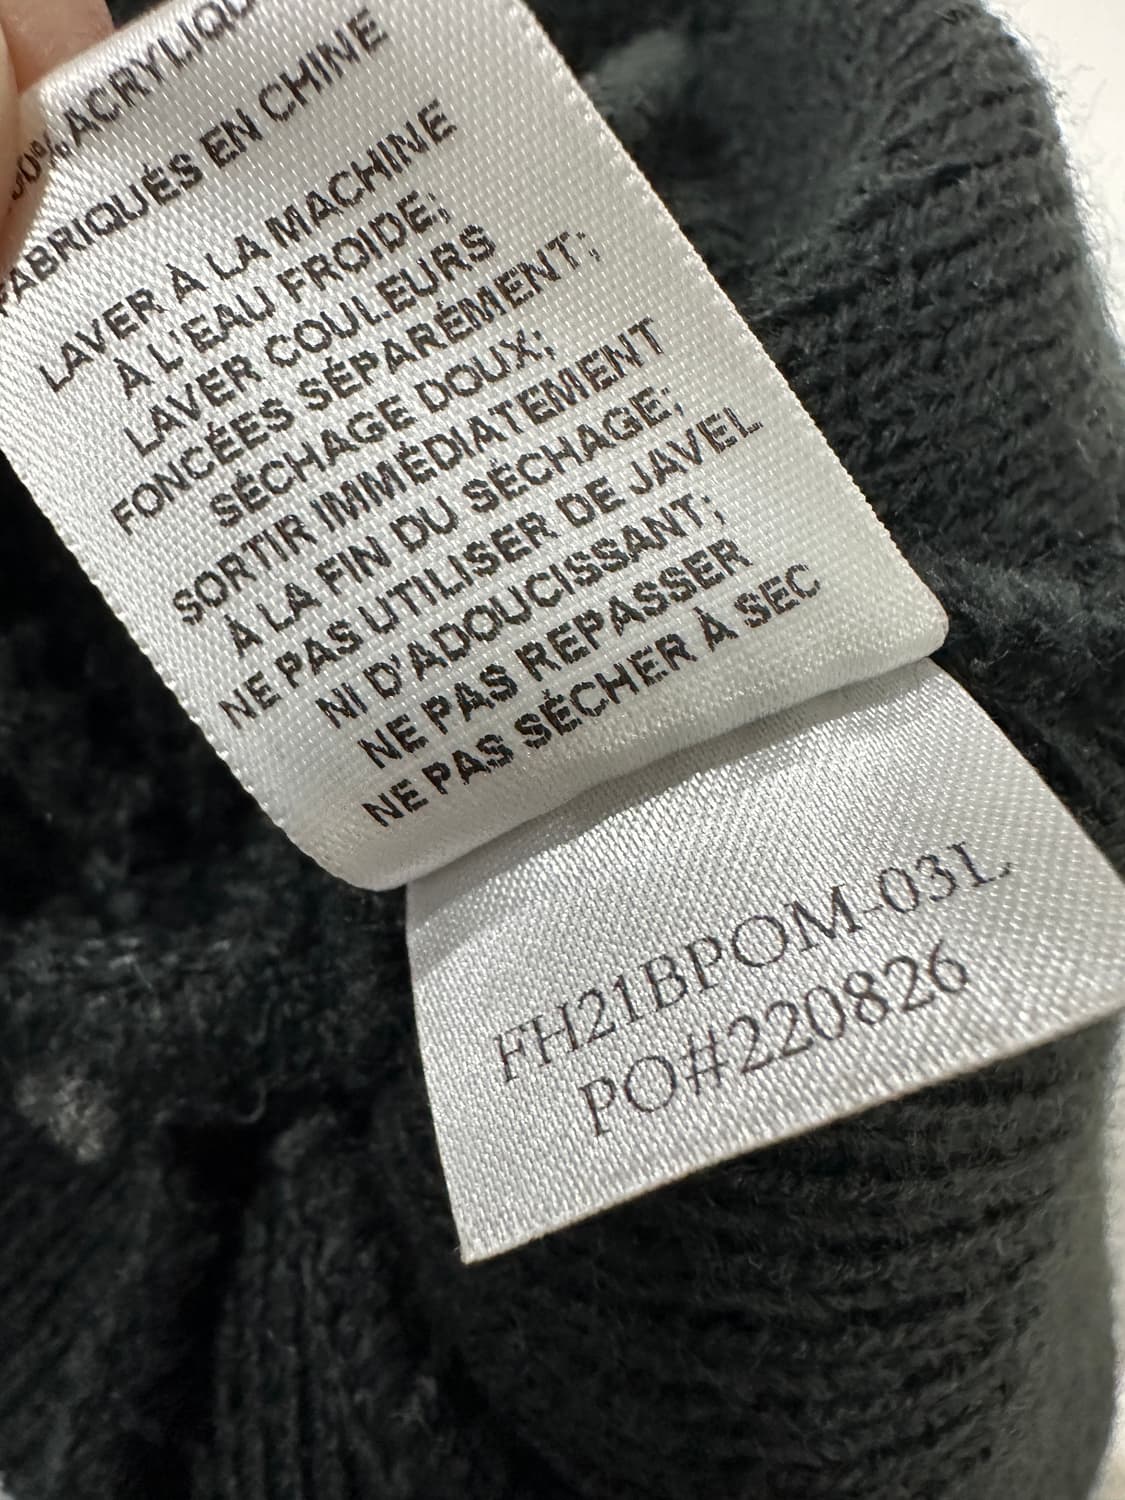 ACRYLIQUE
FABRIQUÉS EN CHINE
LAVER À LA MACHINE
À L'EAU FROIDE;
LAVER COULEURS
FONCÉES SÉPARÉMENT;
SÉCHAGE DOUX;
SORTIR IMMÉDIATEMENT
À LA FIN DU SÉCHAGE;
NE PAS UTILISER DE JAVEL
NI D'ADOUCISSANT;
NE PAS REPASSER
NE PAS SÉCHER À SEC
FH21BPOM-03L
PO#220826